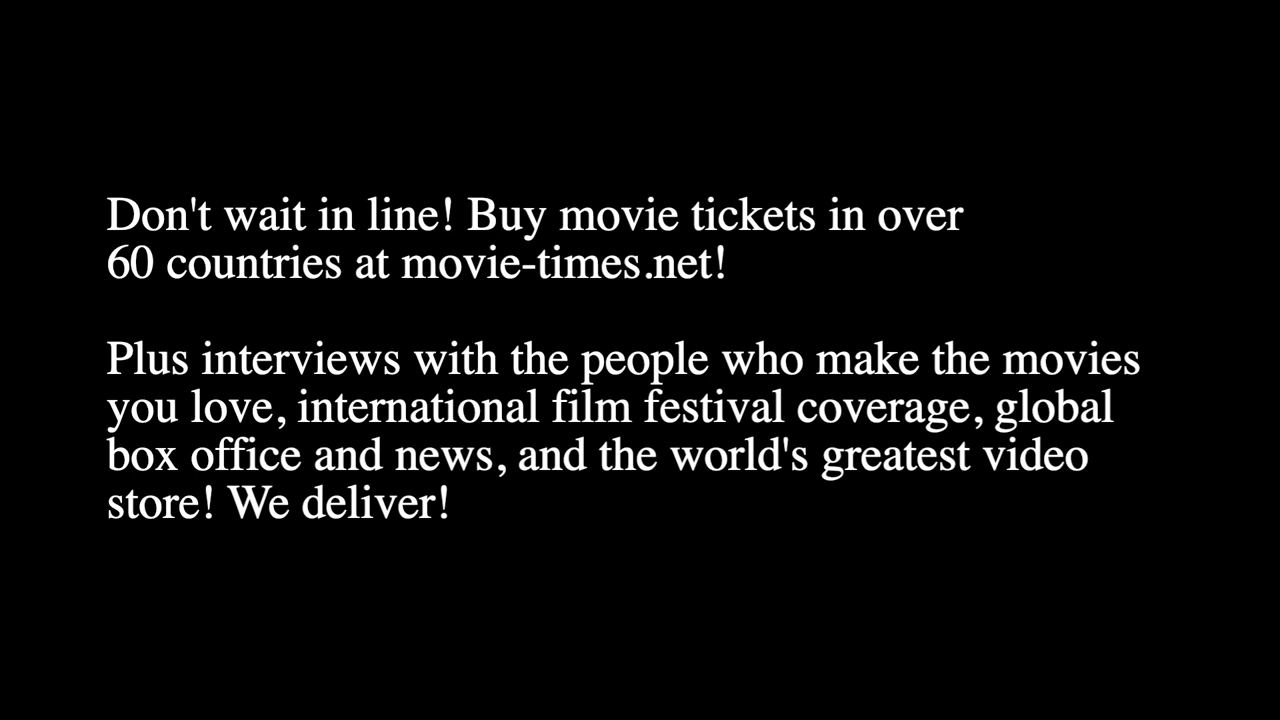 Don't wait in line! Buy movie tickets in over
60 countries at movie-times.net!
Plus interviews with the people who make the movies
you love, international film festival coverage, global
box office and news, and the world's greatest video
store! We deliver!